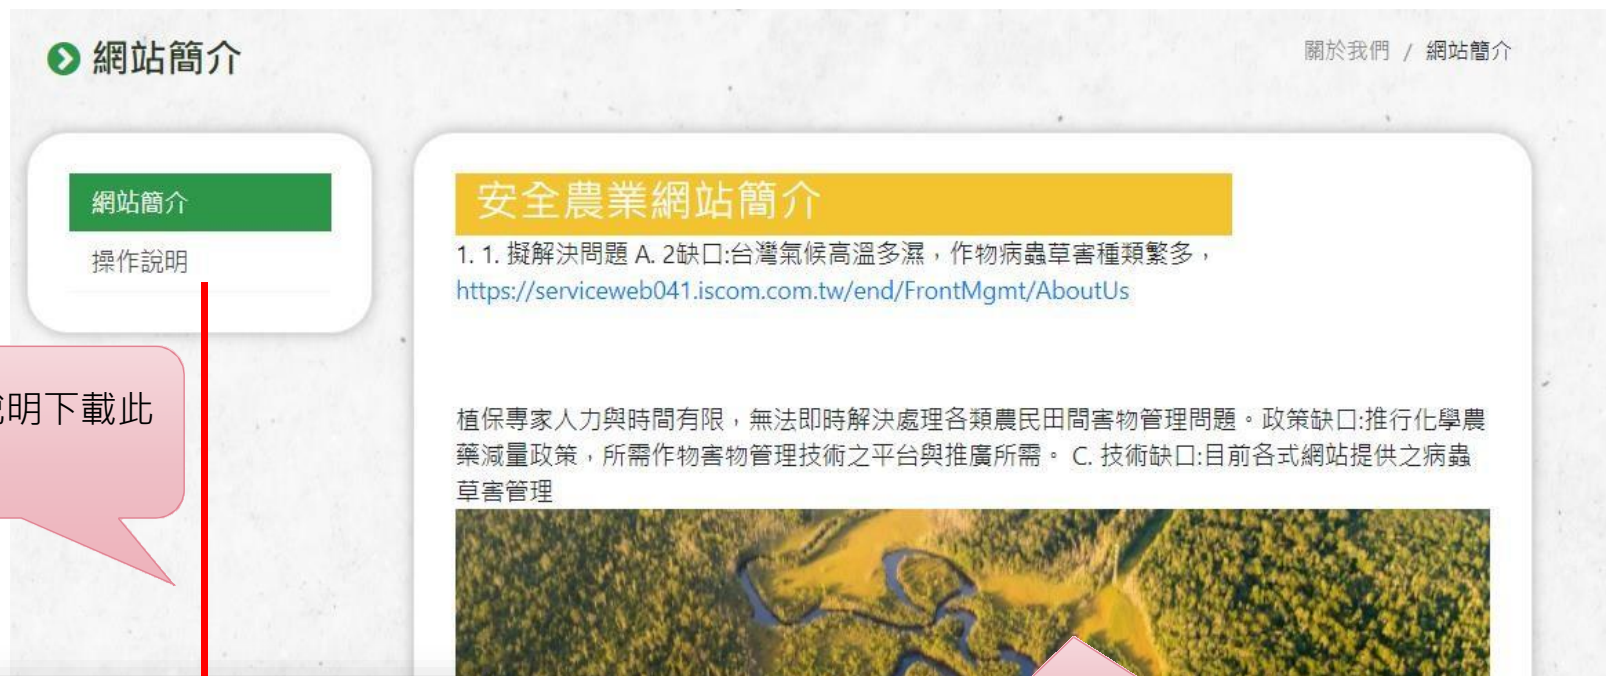 網站簡介
關於我們 / 網站簡介
網站簡介
操作說明
安全農業網站簡介
1. 1. 擬解決問題 A. 2缺口:台灣氣候高溫多濕，作物病蟲草害種類繁多，
https://serviceweb041.iscom.com.tw/end/FrontMgmt/AboutUs
說明下載此
植保專家人力與時間有限，無法即時解決處理各類農民田間害物管理問題。政策缺口:推行化學農
藥減量政策，所需作物害物管理技術之平台與推廣所需。 C. 技術缺口:目前各式網站提供之病蟲
草害管理